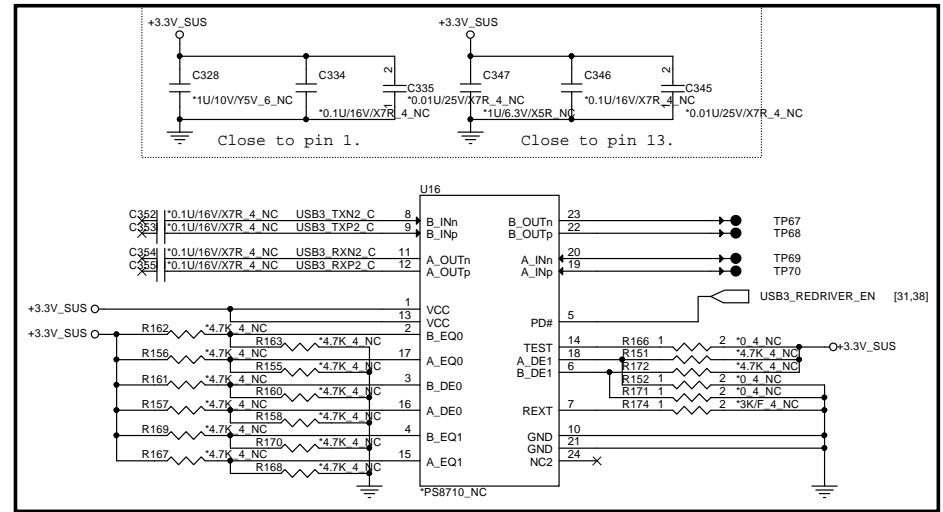 +3.3V_SUS
+3.3V_SUS
C328
*1U/10V/Y5V_6_NC
C334
*0.1U/16V/X7R_4_NC
2
1
C335
*0.01U/25V/X7R_4_NC
C347
*1U/6.3V/X5R_NC
C346
*0.1U/16V/X7R_4_NC
2
1
C345
*0.01U/25V/X7R_4_NC
Close to pin 1.
Close to pin 13.
U16
C352 *0.1U/16V/X7R_4_NC USB3_TXN2_C 8 B_INn
C353 *0.1U/16V/X7R_4_NC USB3_TXP2_C 9 B_INp
C354 *0.1U/16V/X7R_4_NC USB3_RXN2_C 11 A_OUTn
C355 *0.1U/16V/X7R_4_NC USB3_RXP2_C 12 A_OUTp
B_OUTn 23 TP67
B_OUTp 22 TP68
A_INn 20 TP69
A_INp 19 TP70
+3.3V_SUS 1 VCC
13 VCC
+3.3V_SUS R162 *4.7K_4_NC 2 B_EQ0
R163 *4.7K_4_NC
R156 *4.7K_4_NC 17 A_EQ0
R155 *4.7K_4_NC
R161 *4.7K_4_NC 3 B_DE0
R160 *4.7K_4_NC
R157 *4.7K_4_NC 16 A_DE0
R158 *4.7K_4_NC
R169 *4.7K_4_NC 4 B_EQ1
R170 *4.7K_4_NC
R167 *4.7K_4_NC 15 A_EQ1
R168 *4.7K_4_NC
PD# 5 USB3_REDRIVER_EN [31,38]
TEST 14 R166 1 2 *0_4_NC +3.3V_SUS
A_DE1 18 R151 *4.7K_4_NC
B_DE1 6 R172 *4.7K_4_NC
R152 1 2 *0_4_NC
R171 1 2 *0_4_NC
REXT 7 R174 1 2 *3K/F_4_NC
GND 10
GND 21
NC2 24
*PS8710_NC